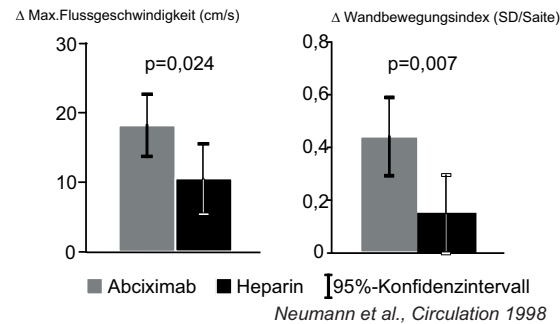 Δ Max.Flussgeschwindigkeit (cm/s)
30
20
10
0
p=0,024
Δ Wandbewegungsindex (SD/Saite)
0,8
0,6
0,4
0,2
0
p=0,007
Abciximab Heparin 95%-Konfidenzintervall
Neumann et al., Circulation 1998